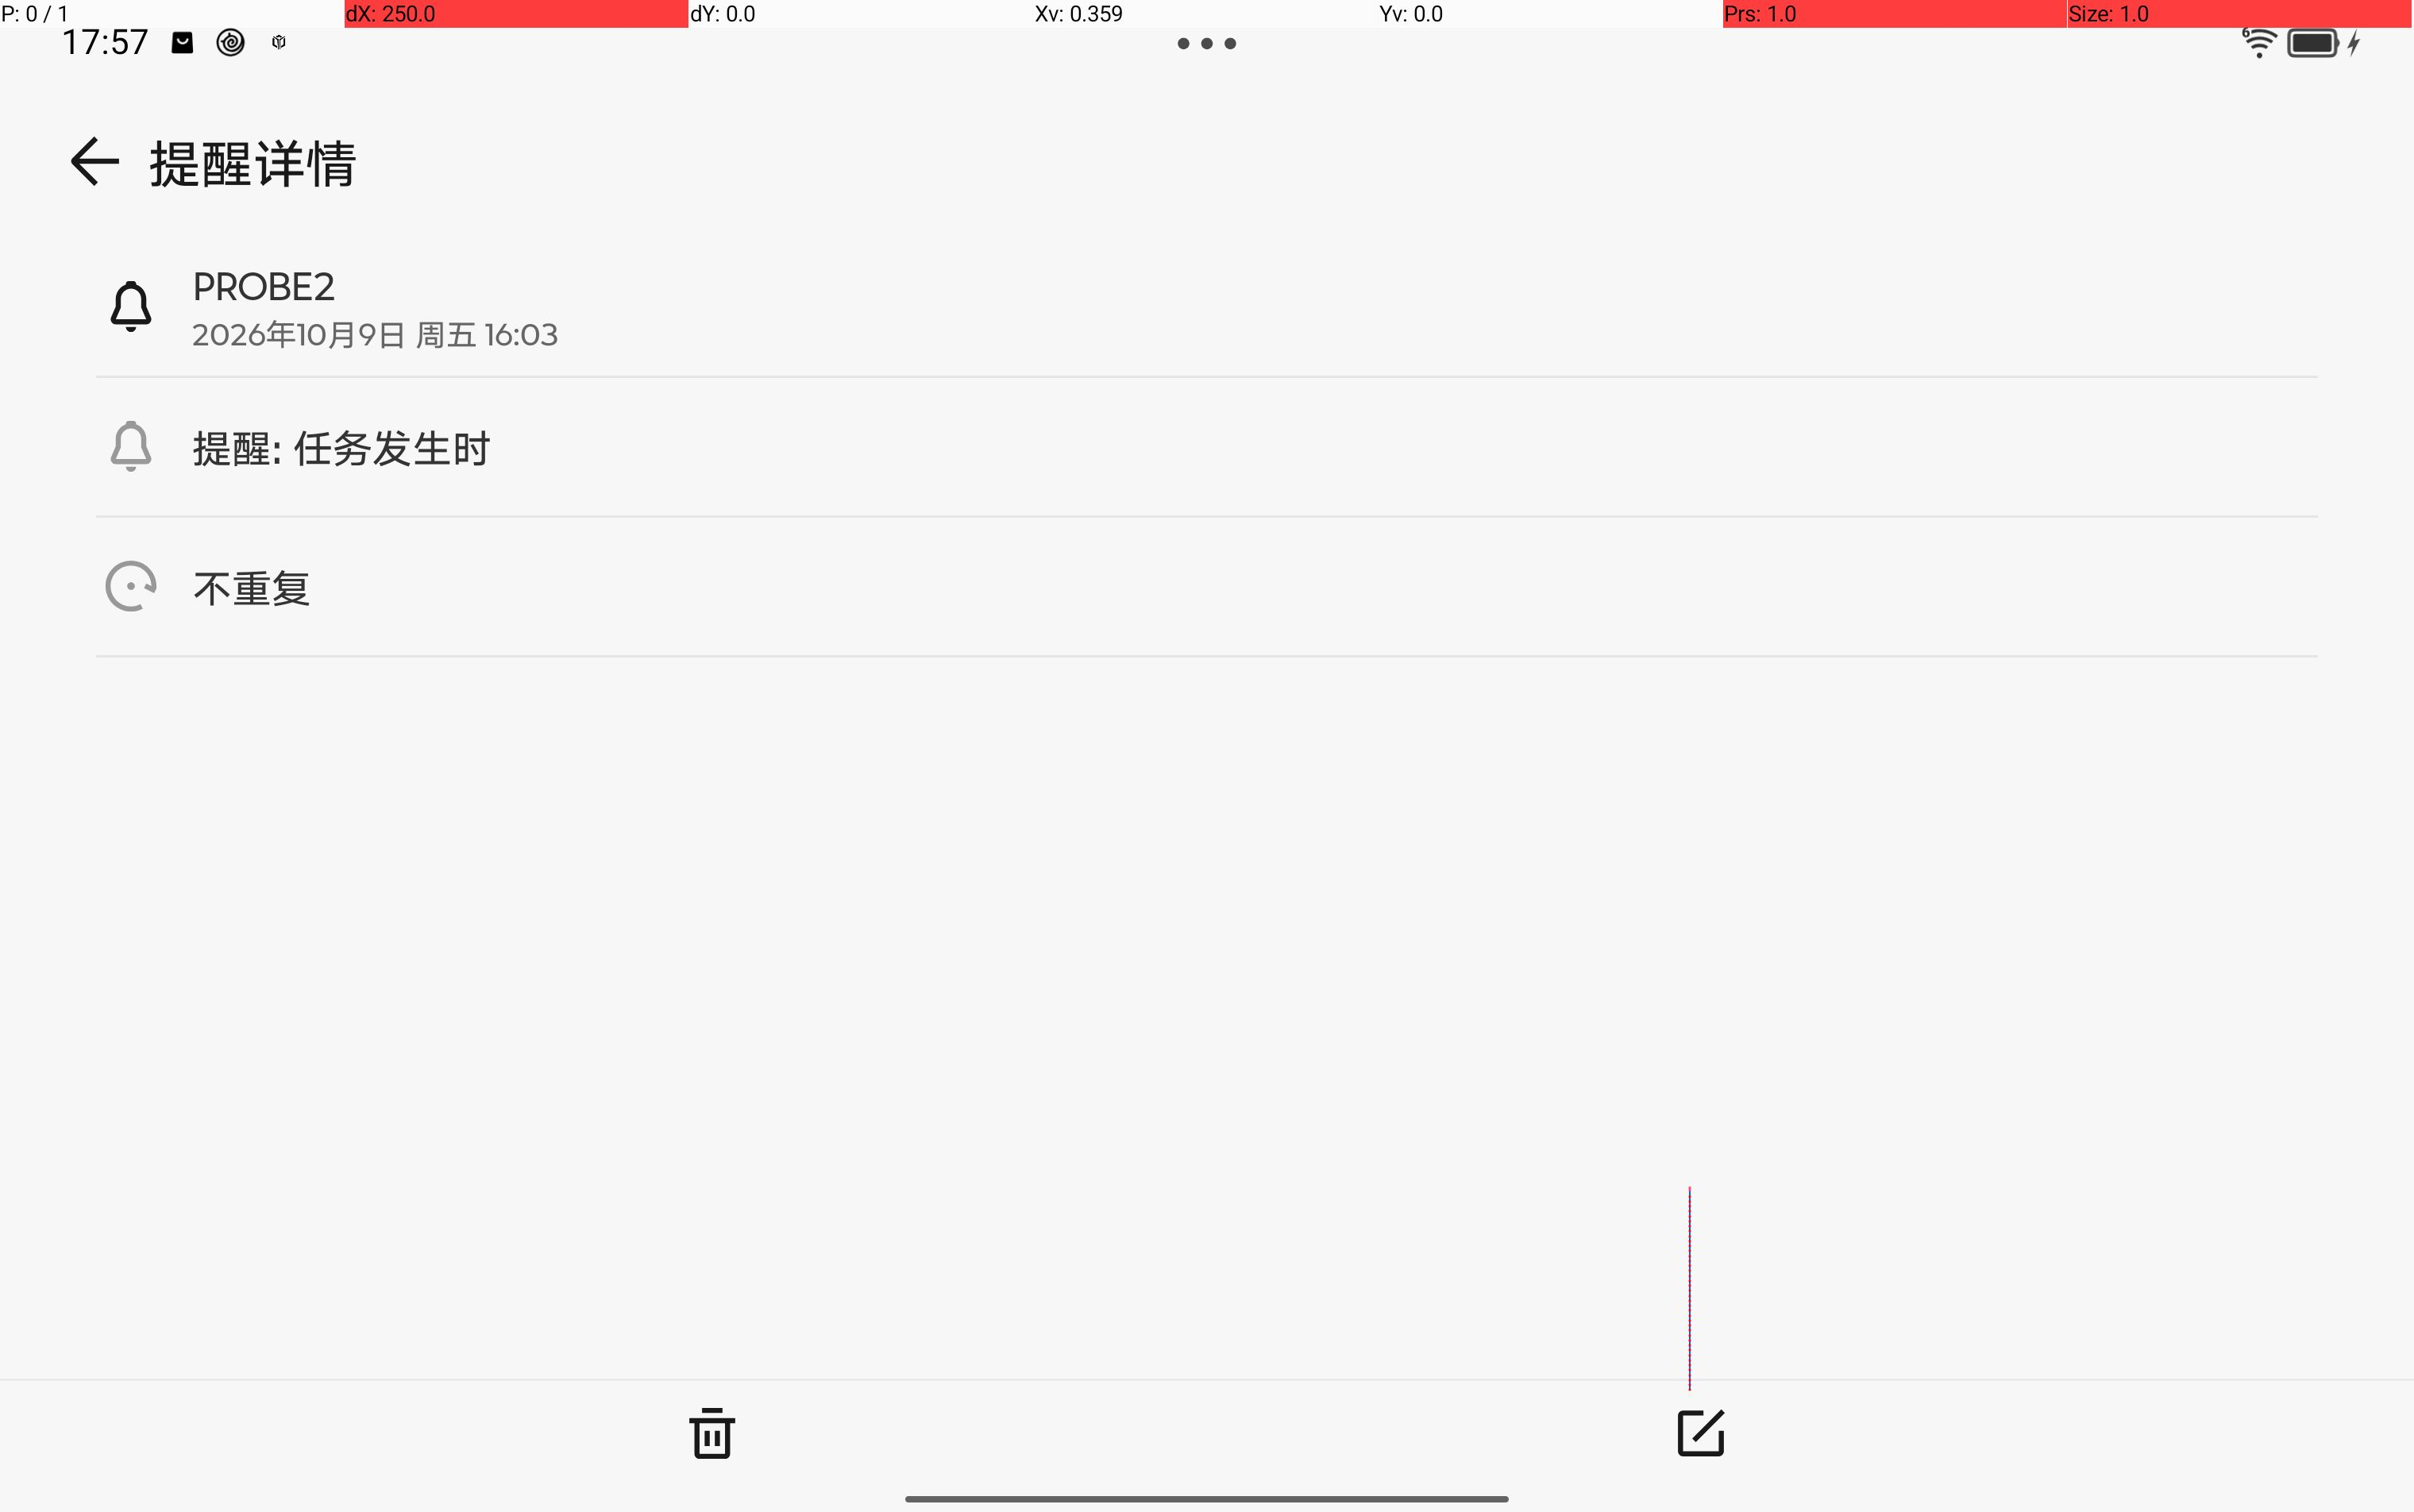 P: 0 / 1
dX: 250.0
dY: 0.0
Xv: 0.359
Yv: 0.0
Prs: 1.0
Size: 1.0
17:57
6
提醒详情
PROBE2
2026年10月9日 周五 16:03
提醒: 任务发生时
不重复